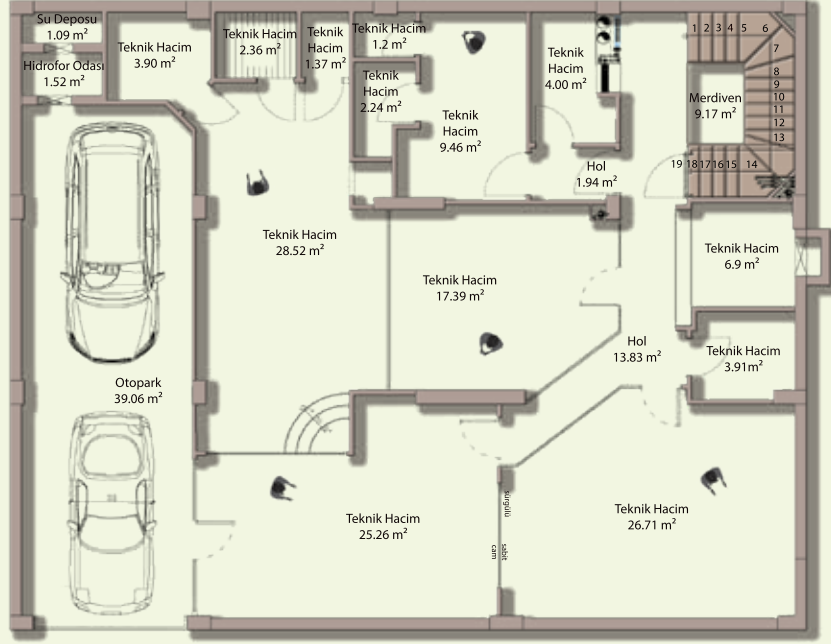 Su Deposu
1.09 m²
Hidrofor Odası
1.52 m²
Teknik Hacim
3.90 m²
Teknik Hacim
2.36 m²
Teknik
Hacim
1.37 m²
Teknik Hacim
1.2 m²
Teknik
Hacim
2.24 m²
Teknik
Hacim
9.46 m²
Teknik
Hacim
4.00 m²
Hol
1.94 m²
1 2 3 4 5 6
7
8
9
10
11
12
13
Merdiven
9.17 m²
19 18 17 16 15 14
Teknik Hacim
28.52 m²
Teknik Hacim
17.39 m²
Teknik Hacim
6.9 m²
Hol
13.83 m²
Teknik Hacim
3.91m²
Otopark
39.06 m²
Teknik Hacim
25.26 m²
sürgülü
sabit
cam
Teknik Hacim
26.71 m²